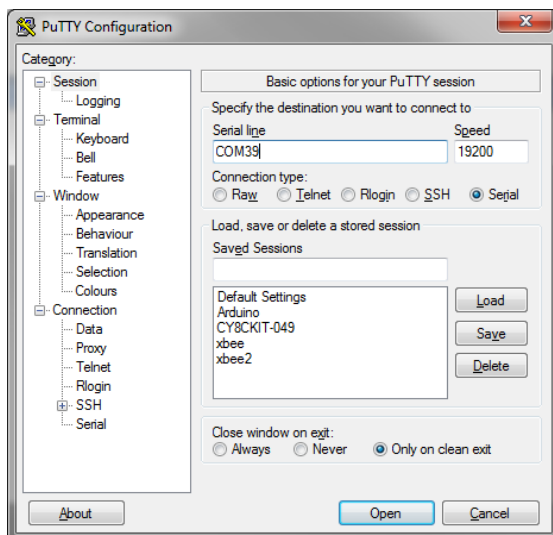 PuTTY Configuration
Category:
Session
Logging
Terminal
Keyboard
Bell
Features
Window
Appearance
Behaviour
Translation
Selection
Colours
Connection
Data
Proxy
Telnet
Rlogin
SSH
Serial
Basic options for your PuTTY session
Specify the destination you want to connect to
Serial line Speed
COM39 19200
Connection type:
Raw Telnet Rlogin SSH Serial
Load, save or delete a stored session
Saved Sessions
Default Settings
Arduino
CY8CKIT-049
xbee
xbee2
Load
Save
Delete
Close window on exit:
Always Never Only on clean exit
About Open Cancel